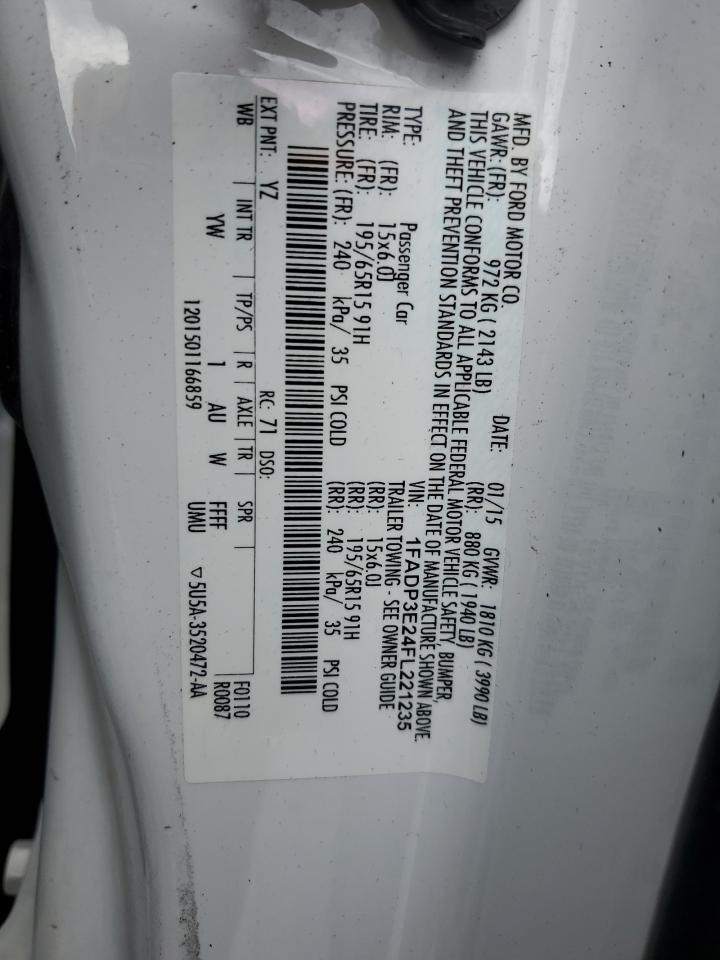 MFD. BY FORD MOTOR CO.
DATE: 01/15 GVWR: 1810 KG ( 3990 LB)
GAWR: (FR): 972 KG ( 2143 LB) (RR): 880 KG ( 1940 LB)
THIS VEHICLE CONFORMS TO ALL APPLICABLE FEDERAL MOTOR VEHICLE SAFETY, BUMPER,
AND THEFT PREVENTION STANDARDS IN EFFECT ON THE DATE OF MANUFACTURE SHOWN ABOVE.
VIN: 1FADP3E24FL221235
TYPE: Passenger Car TRAILER TOWING - SEE OWNER GUIDE
RIM: (FR): 15x6.0J (RR): 15x6.0J
TIRE: (FR): 195/65R15 91H (RR): 195/65R15 91H
PRESSURE: (FR): 240 kPa/ 35 PSI COLD (RR): 240 kPa/ 35 PSI COLD
EXT PNT: YZ RC: 71 DSO:
WB INT TR TP/PS R AXLE TR SPR F0110
YW 1 AU W FFFF R0087
UMU
1201501166859 ▽5U5A-3520472-AA